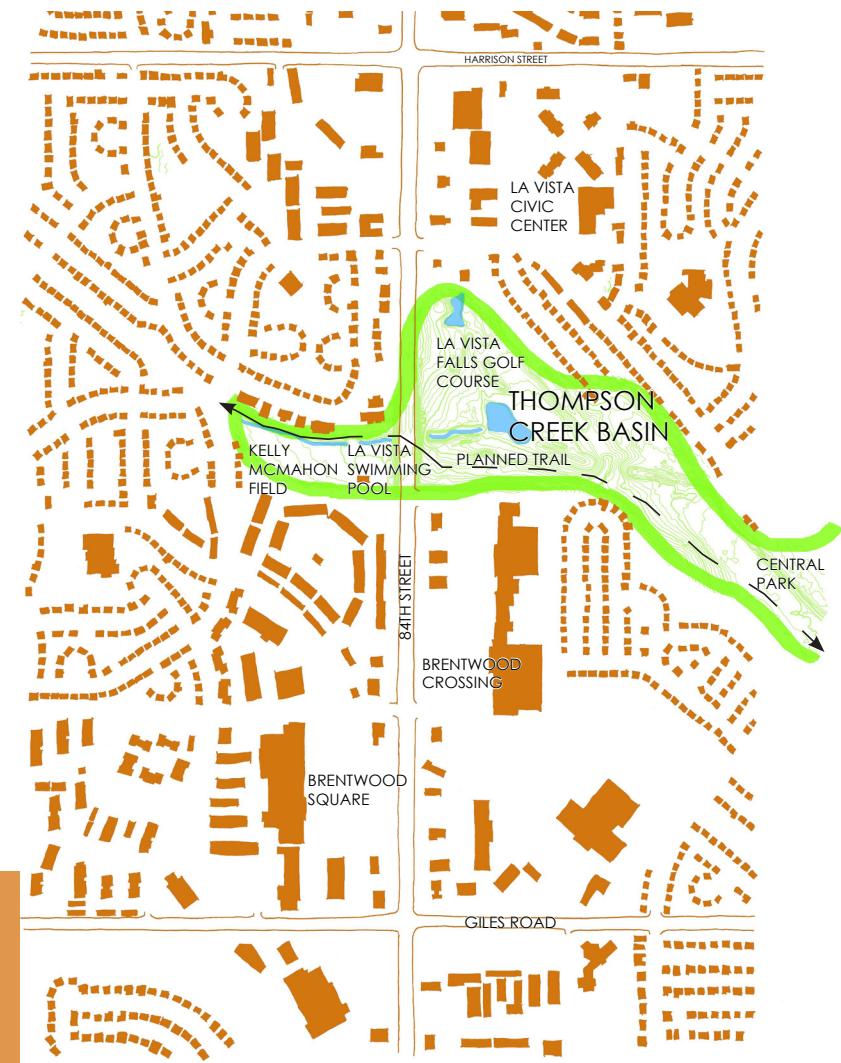 HARRISON STREET
LA VISTA
CIVIC
CENTER
LA VISTA
FALLS GOLF
COURSE
THOMPSON
CREEK BASIN
KELLY
MCMAHON
FIELD
LA VISTA
SWIMMING
POOL
PLANNED TRAIL
CENTRAL
PARK
84TH STREET
BRENTWOOD
CROSSING
BRENTWOOD
SQUARE
GILES ROAD